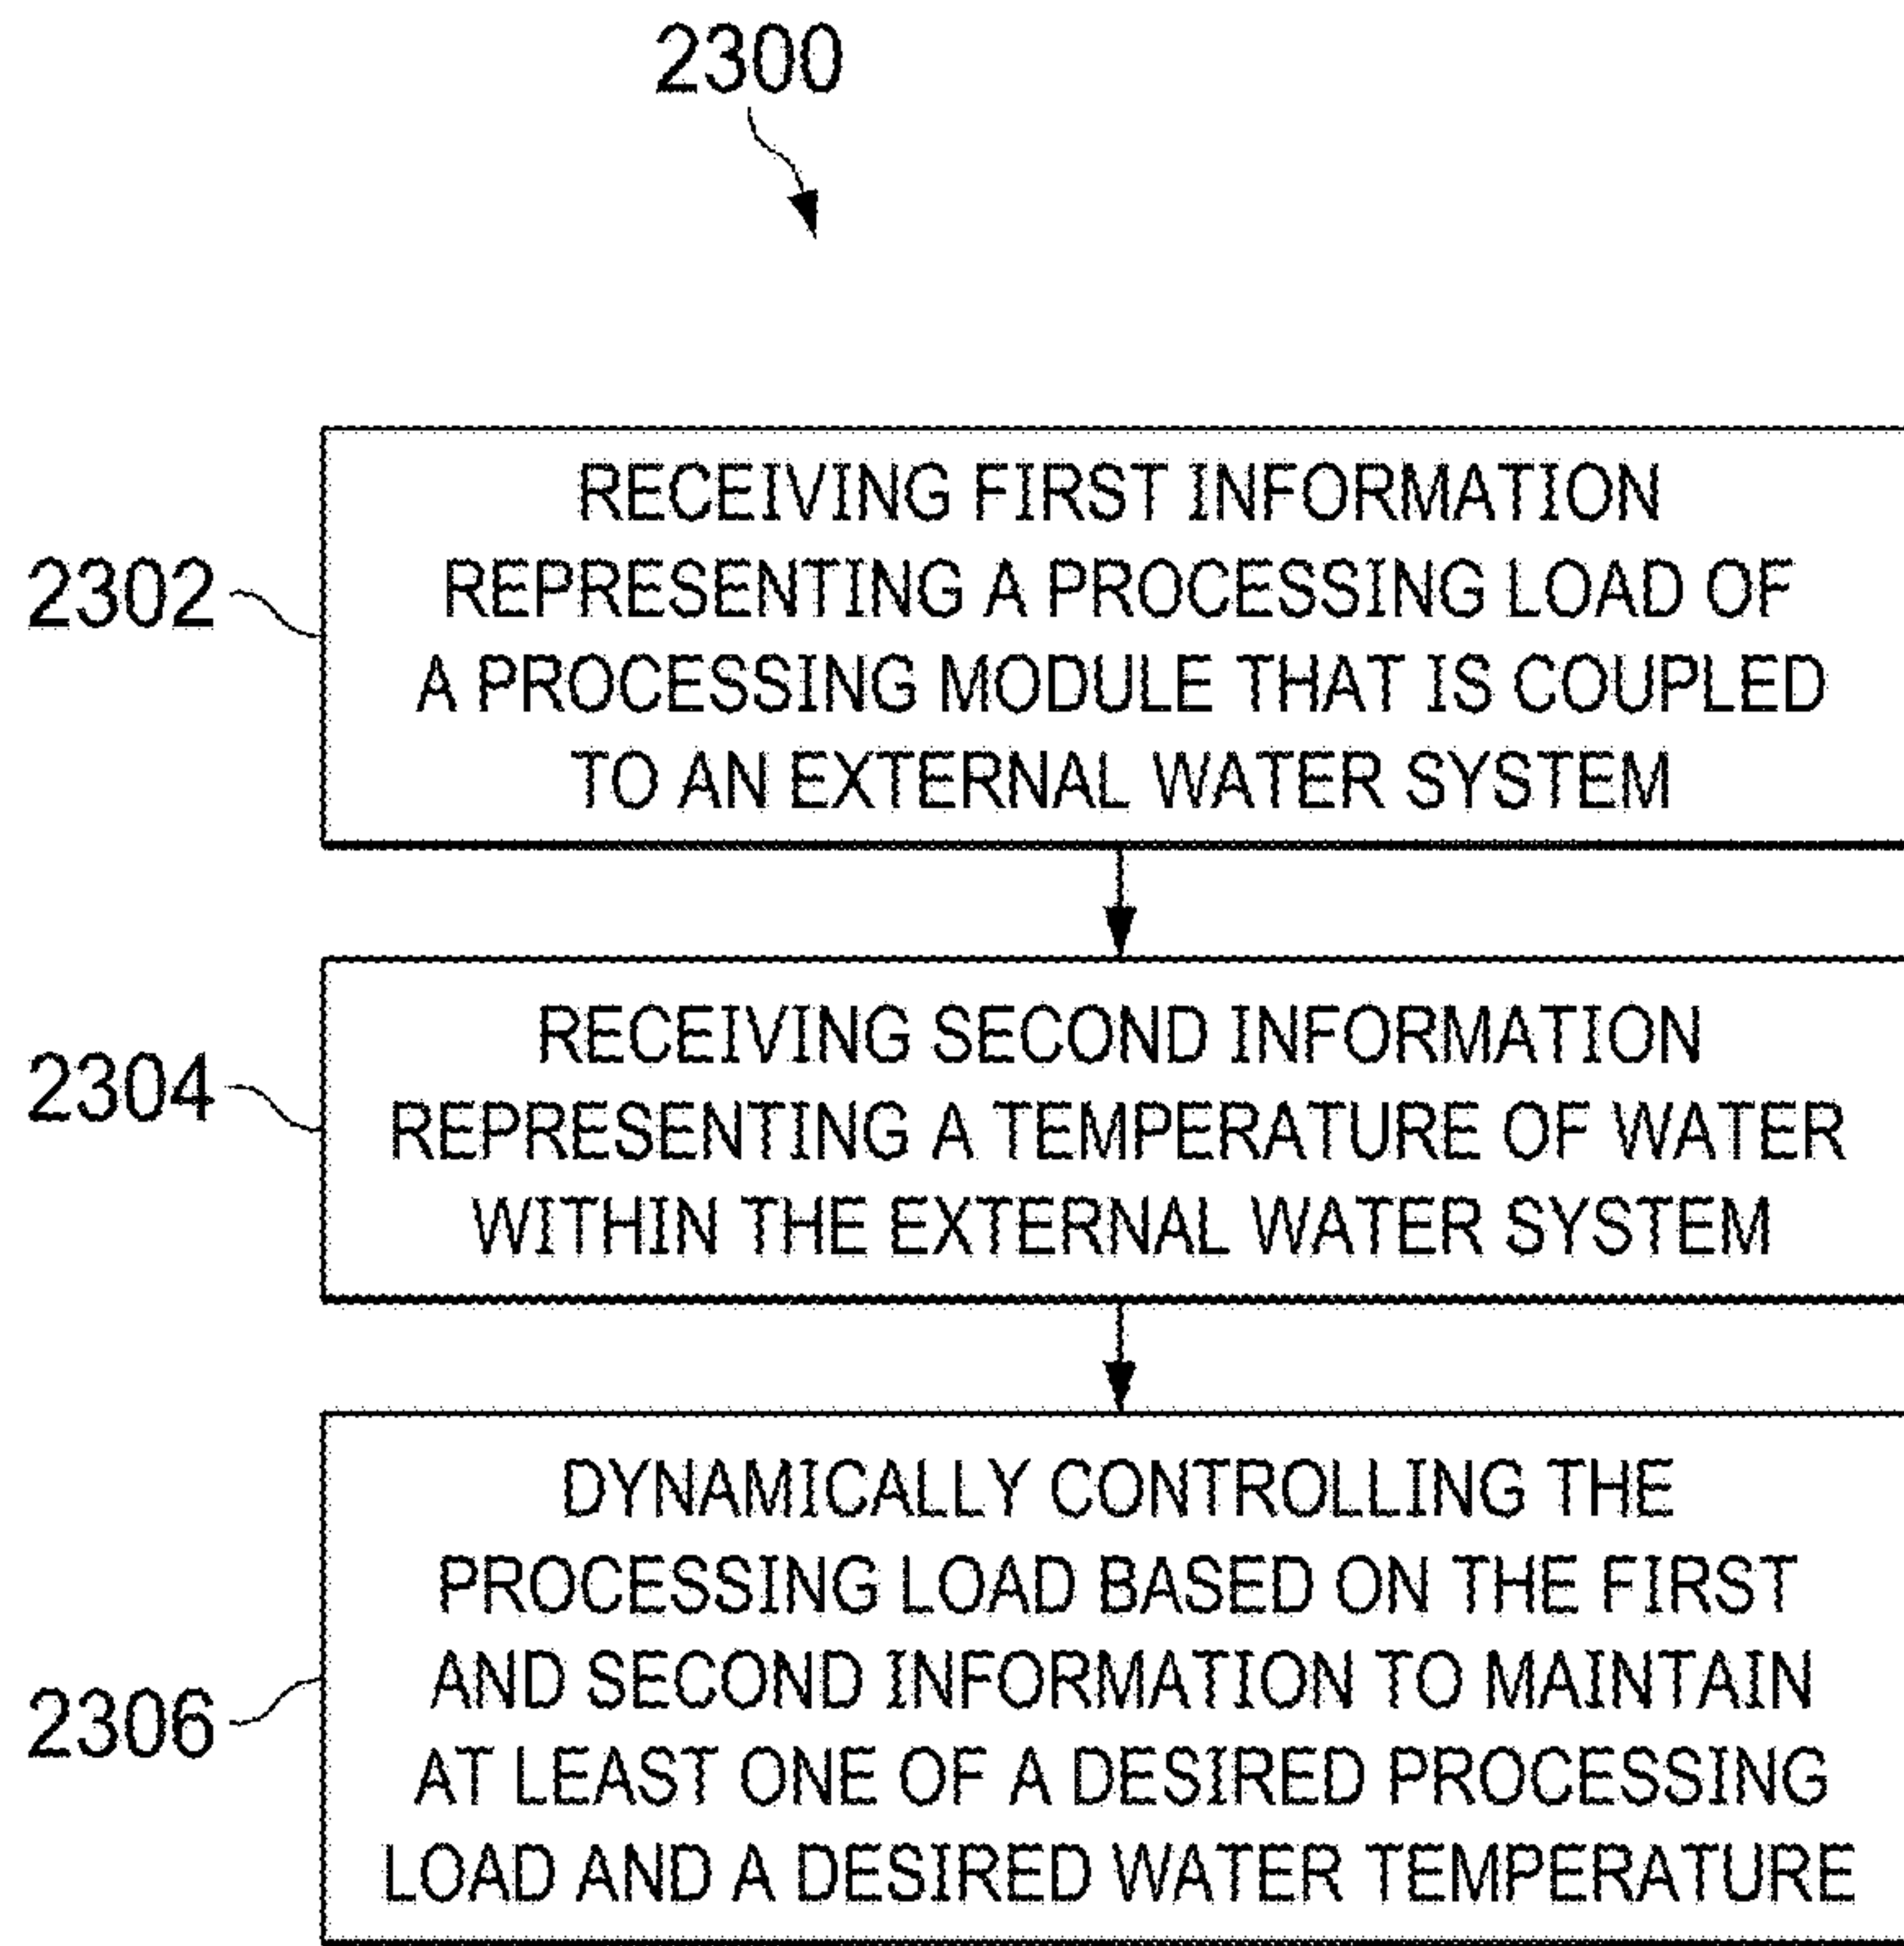 2300
2302
RECEIVING FIRST INFORMATION
REPRESENTING A PROCESSING LOAD OF
A PROCESSING MODULE THAT IS COUPLED
TO AN EXTERNAL WATER SYSTEM
2304
RECEIVING SECOND INFORMATION
REPRESENTING A TEMPERATURE OF WATER
WITHIN THE EXTERNAL WATER SYSTEM
2306
DYNAMICALLY CONTROLLING THE
PROCESSING LOAD BASED ON THE FIRST
AND SECOND INFORMATION TO MAINTAIN
AT LEAST ONE OF A DESIRED PROCESSING
LOAD AND A DESIRED WATER TEMPERATURE